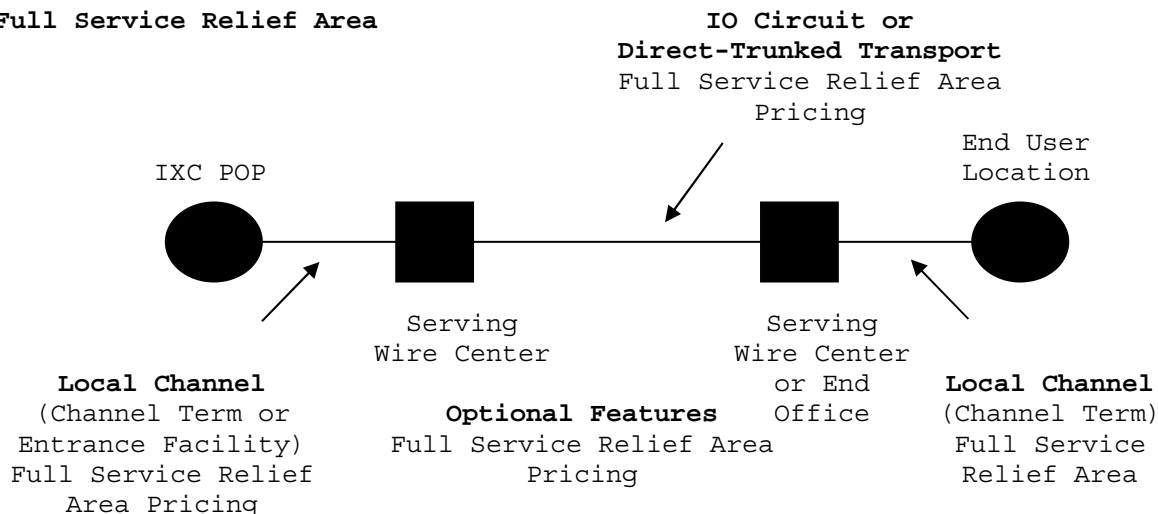 Full Service Relief Area
IO Circuit or
Direct-Trunked Transport
Full Service Relief Area
Pricing
IXC POP
End User
Location
Serving
Wire Center
Serving
Wire Center
or End
Office
Local Channel
(Channel Term or
Entrance Facility)
Full Service Relief
Area Pricing
Optional Features
Full Service Relief Area
Pricing
Local Channel
(Channel Term)
Full Service
Relief Area